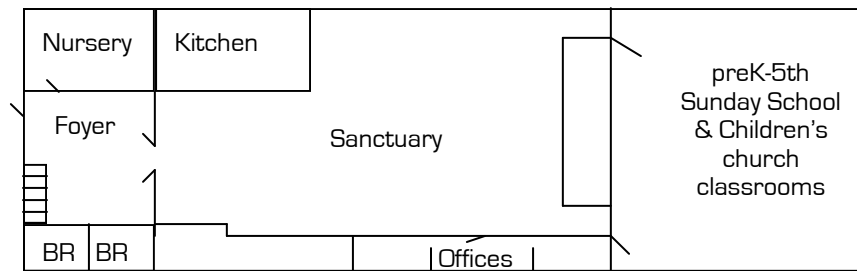 Nursery
Kitchen
preK-5th
Sunday School
& Children's
church
classrooms
Foyer
Sanctuary
BR
BR
Offices